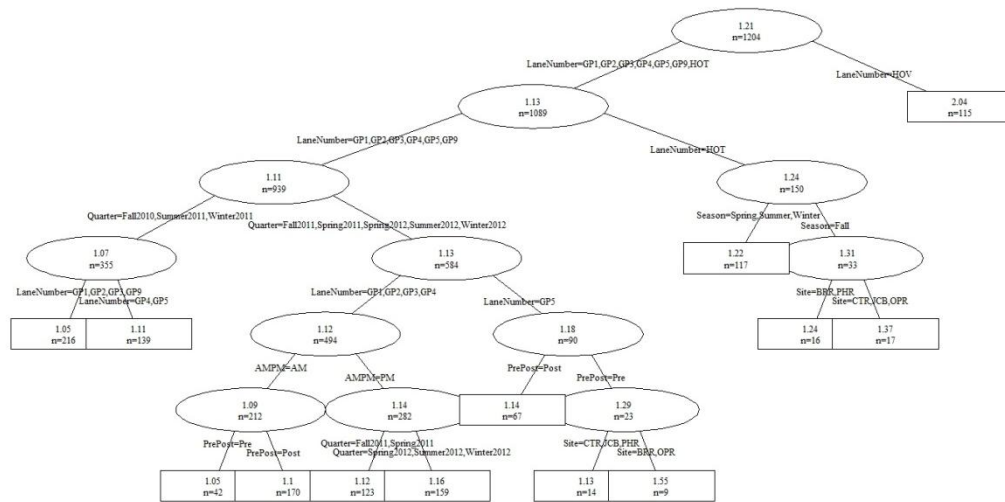 1.21
n=1204
LaneNumber=GP1,GP2,GP3,GP4,GP5,GP9,HOT
LaneNumber=HOV
1.13
n=1089
2.04
n=115
LaneNumber=GP1,GP2,GP3,GP4,GP5,GP9
LaneNumber=HOT
1.11
n=939
1.24
n=150
Quarter=Fall2010,Summer2011,Winter2011
Quarter=Fall2011,Spring2011,Spring2012,Summer2012,Winter2012
Season=Spring,Summer,Winter
Season=Fall
1.07
n=355
1.13
n=584
1.22
n=117
1.31
n=33
LaneNumber=GP1,GP2,GP3,GP9
LaneNumber=GP4,GP5
LaneNumber=GP1,GP2,GP3,GP4
LaneNumber=GP5
Site=BRR,PHR
Site=CTR,JCB,OPR
1.05
n=216
1.11
n=139
1.12
n=494
1.18
n=90
1.24
n=16
1.37
n=17
AMPM=AM
AMPM=PM
PrePost=Post
PrePost=Pre
1.09
n=212
1.14
n=282
1.14
n=67
1.29
n=23
PrePost=Pre
PrePost=Post
Quarter=Fall2011,Spring2011
Quarter=Spring2012,Summer2012,Winter2012
Site=CTR,JCB,PHR
Site=BRR,OPR
1.05
n=42
1.1
n=170
1.12
n=123
1.16
n=159
1.13
n=14
1.55
n=9